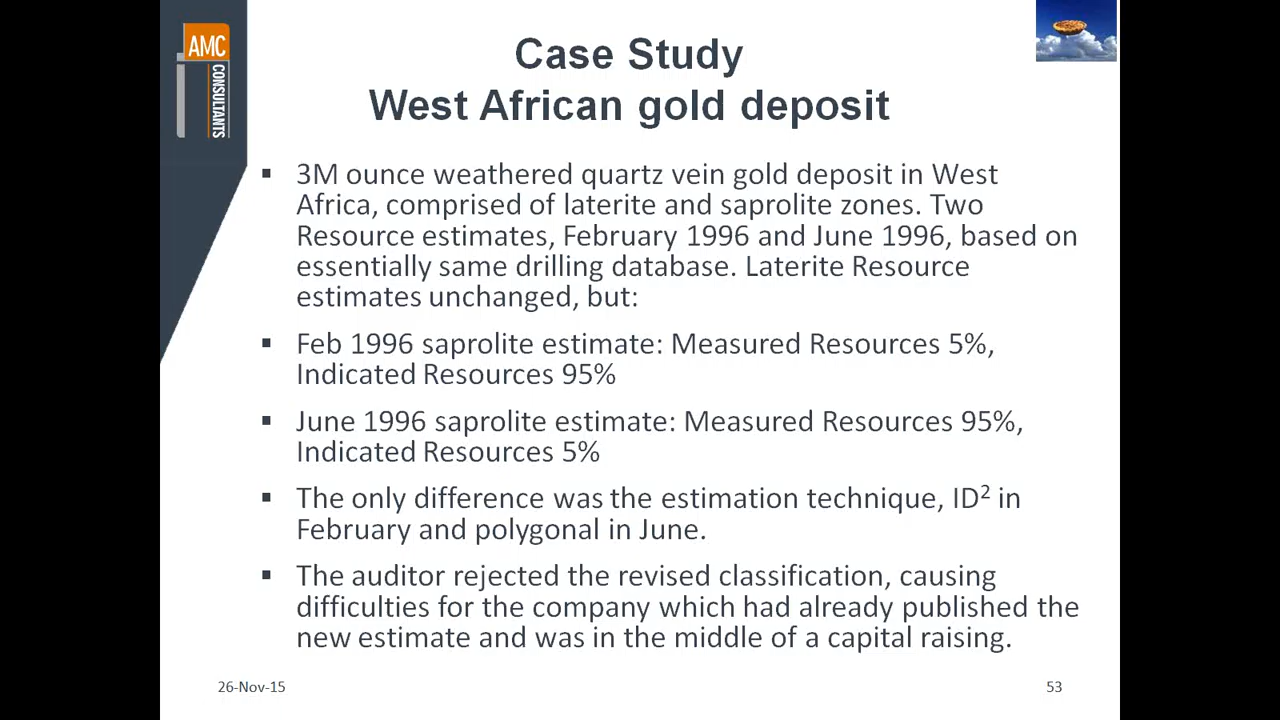 AMC
CONSULTANTS
Case Study
West African gold deposit
▪ 3M ounce weathered quartz vein gold deposit in West
Africa, comprised of laterite and saprolite zones. Two
Resource estimates, February 1996 and June 1996, based on
essentially same drilling database. Laterite Resource
estimates unchanged, but:
▪ Feb 1996 saprolite estimate: Measured Resources 5%,
Indicated Resources 95%
▪ June 1996 saprolite estimate: Measured Resources 95%,
Indicated Resources 5%
▪ The only difference was the estimation technique, ID² in
February and polygonal in June.
▪ The auditor rejected the revised classification, causing
difficulties for the company which had already published the
new estimate and was in the middle of a capital raising.
26-Nov-15
53